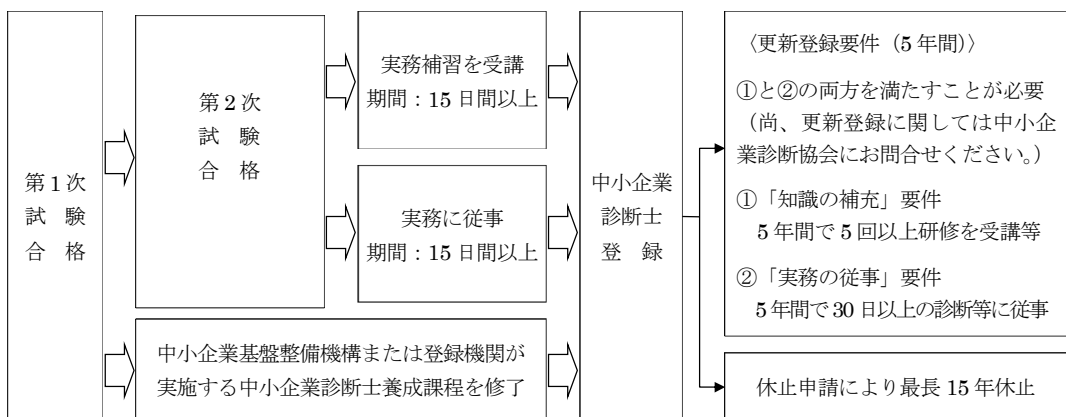 第1次
試　験
合　格
第2次
試　験
合　格
実務補習を受講
期間：15日間以上
実務に従事
期間：15日間以上
中小企業基盤整備機構または登録機関が
実施する中小企業診断士養成課程を修了
中小企業
診断士
登　録
〈更新登録要件（5年間）〉
①と②の両方を満たすことが必要
（尚、更新登録に関しては中小企
業診断協会にお問合せください。）
①「知識の補充」要件
5年間で5回以上研修を受講等
②「実務の従事」要件
5年間で30日以上の診断等に従事
休止申請により最長15年休止